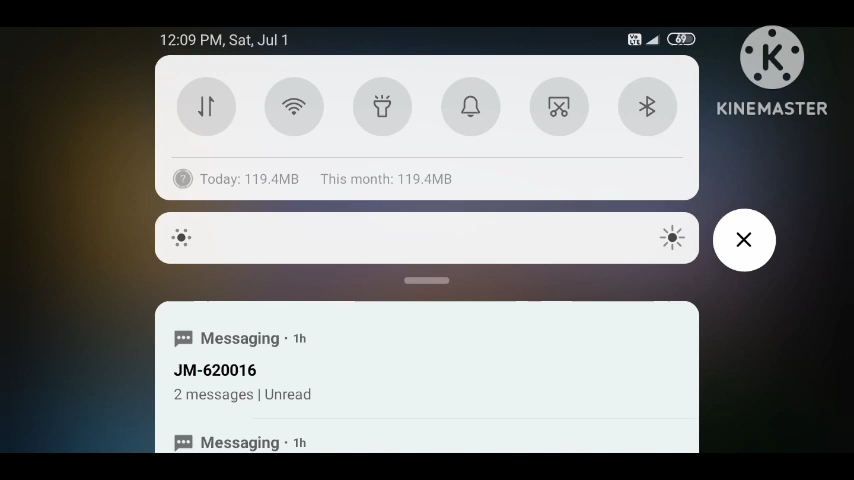 12:09 PM, Sat, Jul 1
69
K
KINEMASTER
Today: 119.4MB This month: 119.4MB
Messaging · 1h
JM-620016
2 messages | Unread
Messaging · 1h